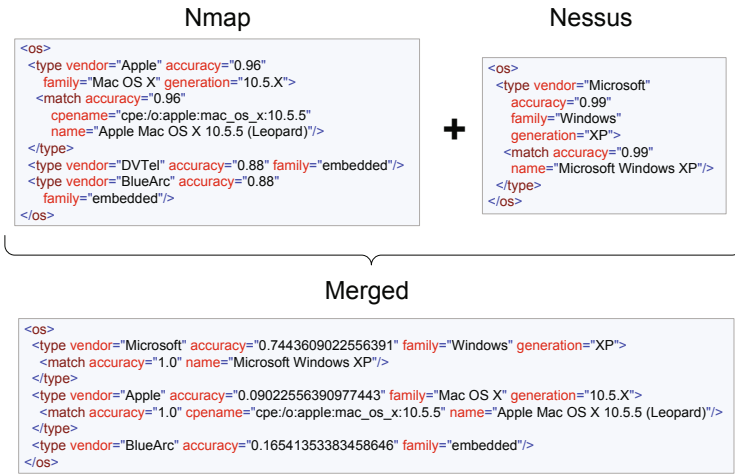 Nmap
Nessus
<os>
<type vendor="Apple" accuracy="0.96"
family="Mac OS X" generation="10.5.X">
<match accuracy="0.96"
cpename="cpe:/o:apple:mac_os_x:10.5.5"
name="Apple Mac OS X 10.5.5 (Leopard)"/>
</type>
<type vendor="DVTel" accuracy="0.88" family="embedded"/>
<type vendor="BlueArc" accuracy="0.88"
family="embedded"/>
</os>
+
<os>
<type vendor="Microsoft"
accuracy="0.99"
family="Windows"
generation="XP">
<match accuracy="0.99"
name="Microsoft Windows XP"/>
</type>
</os>
Merged
<os>
<type vendor="Microsoft" accuracy="0.7443609022556391" family="Windows" generation="XP">
<match accuracy="1.0" name="Microsoft Windows XP"/>
</type>
<type vendor="Apple" accuracy="0.09022556390977443" family="Mac OS X" generation="10.5.X">
<match accuracy="1.0" cpename="cpe:/o:apple:mac_os_x:10.5.5" name="Apple Mac OS X 10.5.5 (Leopard)"/>
</type>
<type vendor="BlueArc" accuracy="0.16541353383458646" family="embedded"/>
</os>